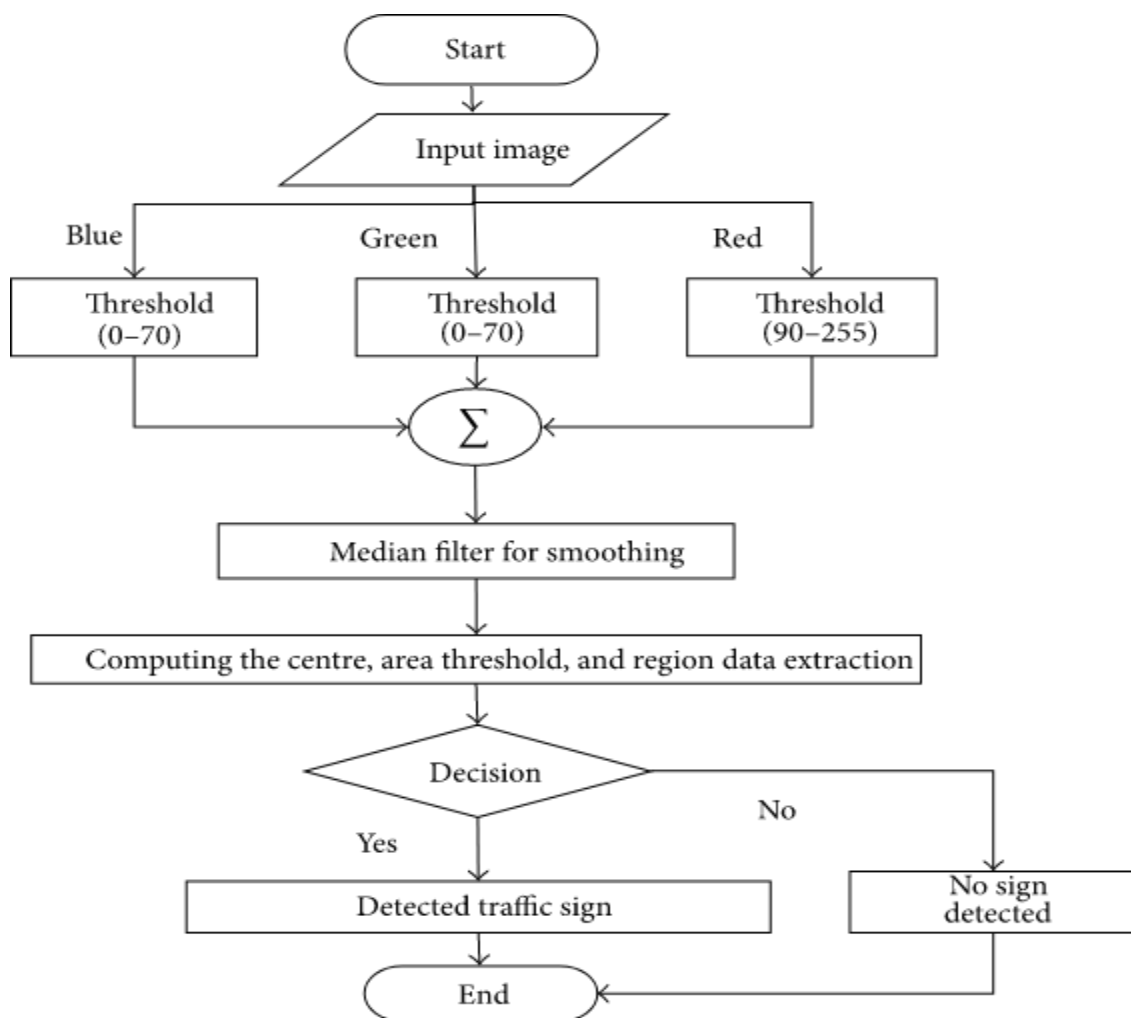 Start
Input image
Blue
Green
Red
Threshold
(0–70)
Threshold
(0–70)
Threshold
(90–255)
∑
Median filter for smoothing
Computing the centre, area threshold, and region data extraction
Decision
No
Yes
Detected traffic sign
No sign
detected
End